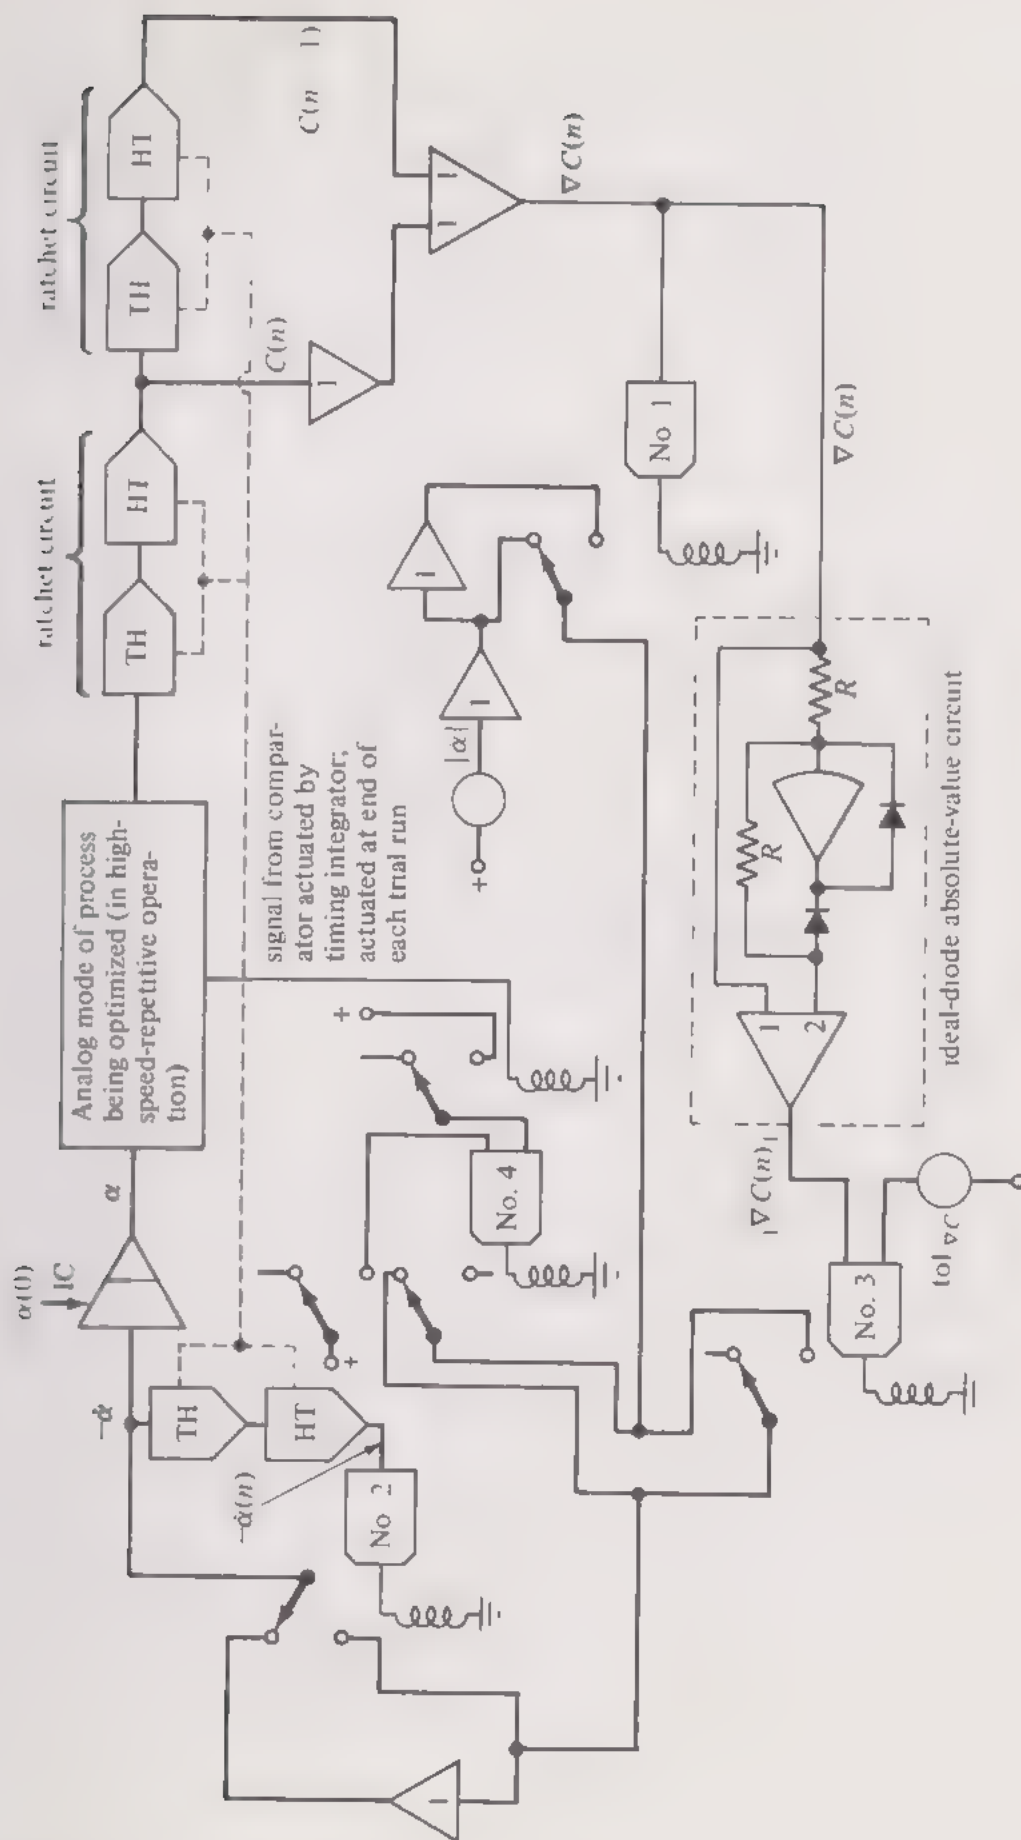 ratchet circuit
ratchet circuit
TH
HT
TH
HT
C(n 1)
C(n)
1
1
1
∇C(n)
α(0)
IC
α
Analog mode of process
being optimized (in high-
speed-repetitive opera-
tion)
−α̇
TH
HT
−α̇(n)
No 2
+
signal from compar-
ator actuated by
timing integrator;
actuated at end of
each trial run
+
|α̇|
1
1
+
No. 4
No 1
∇C(n)
1
R
R
1
2
ideal-diode absolute-value circuit
|∇C(n)|
No. 3
tol ∇C